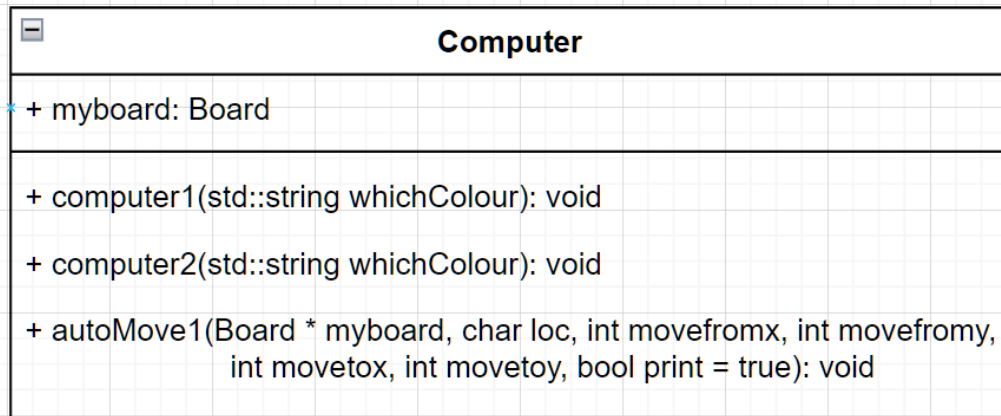 Computer
+ myboard: Board
+ computer1(std::string whichColour): void
+ computer2(std::string whichColour): void
+ autoMove1(Board * myboard, char loc, int movefromx, int movefromy,
int movetox, int movetoy, bool print = true): void